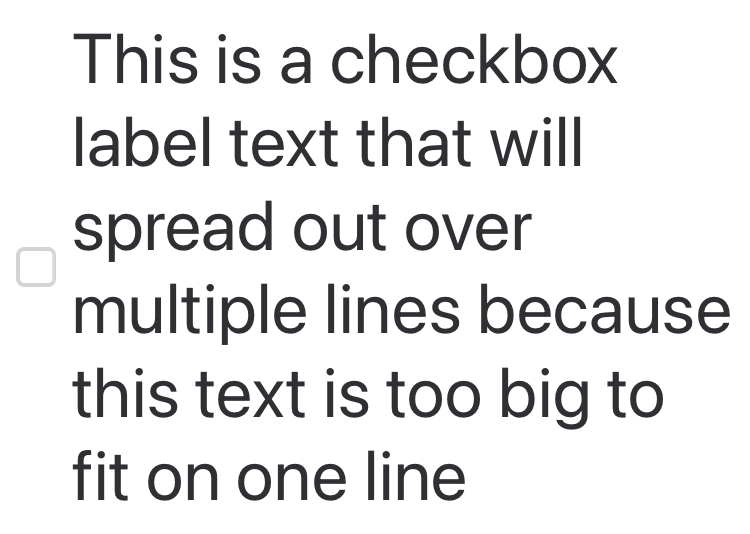 This is a checkbox
label text that will
spread out over
multiple lines because
this text is too big to
fit on one line